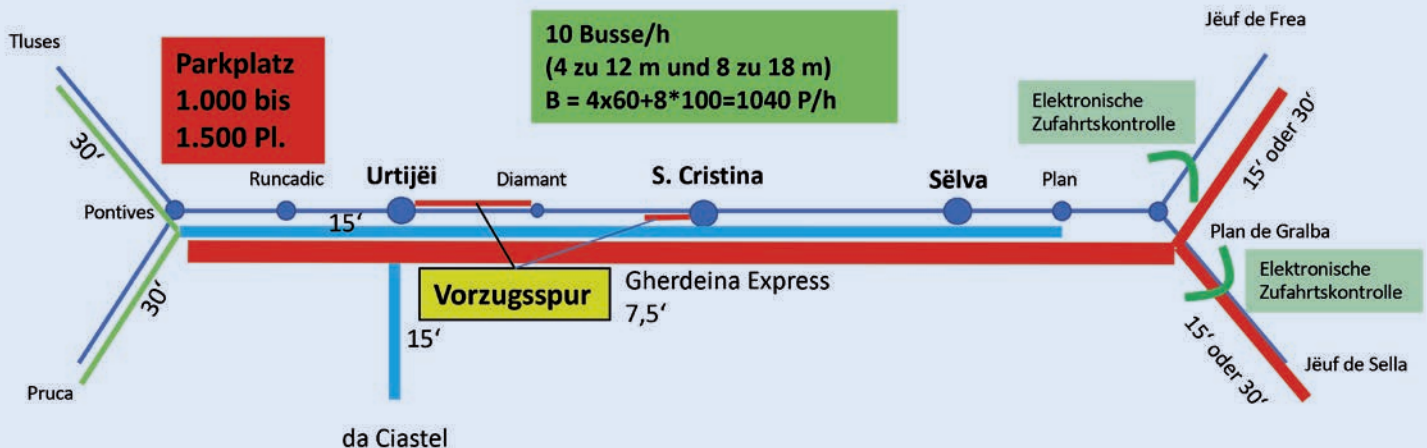 Tluses
Parkplatz
1.000 bis
1.500 Pl.
10 Busse/h
(4 zu 12 m und 8 zu 18 m)
B = 4x60+8*100=1040 P/h
Jëuf de Frea
Elektronische
Zufahrtskontrolle
30‘
15‘ oder 30‘
Runcadic
Urtijëi
Diamant
S. Cristina
Sëlva
Plan
Pontives
15‘
Plan de Gralba
Elektronische
Zufahrtskontrolle
30‘
Vorzugsspur
Gherdeina Express
7,5‘
15‘
15‘ oder 30‘
Jëuf de Sella
Pruca
da Ciastel